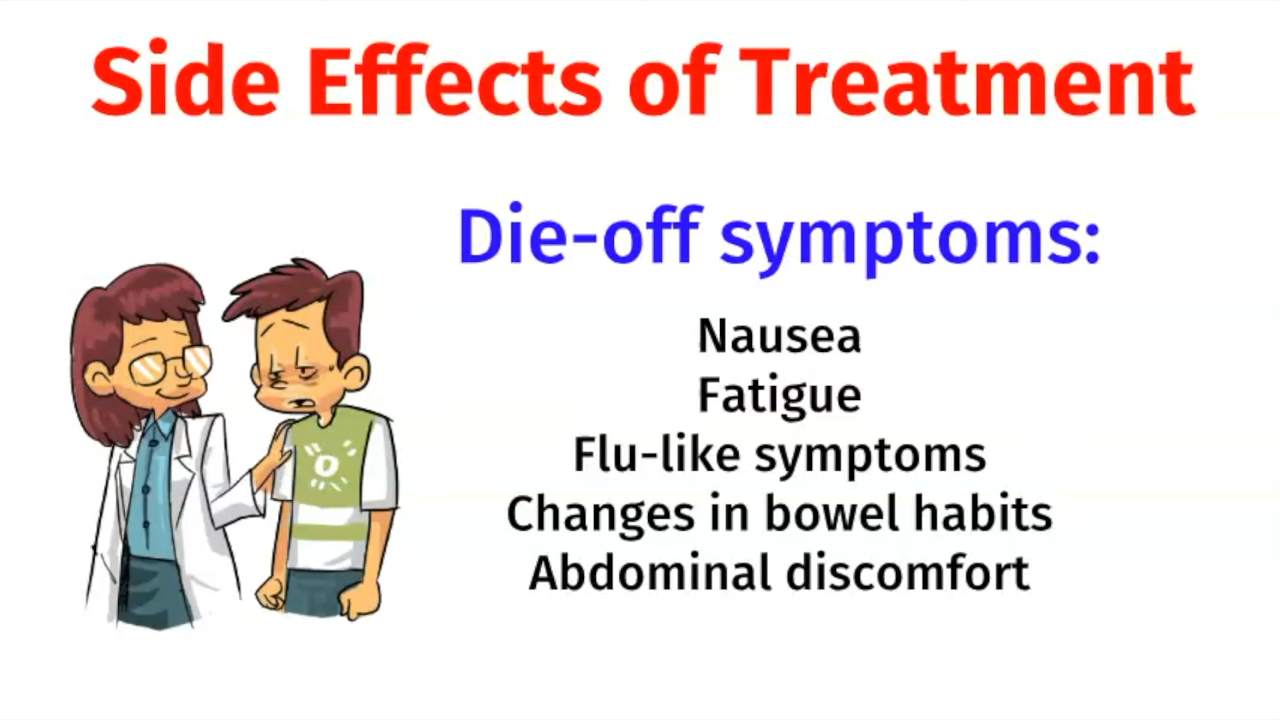 Side Effects of Treatment
Die-off symptoms:
Nausea
Fatigue
Flu-like symptoms
Changes in bowel habits
Abdominal discomfort